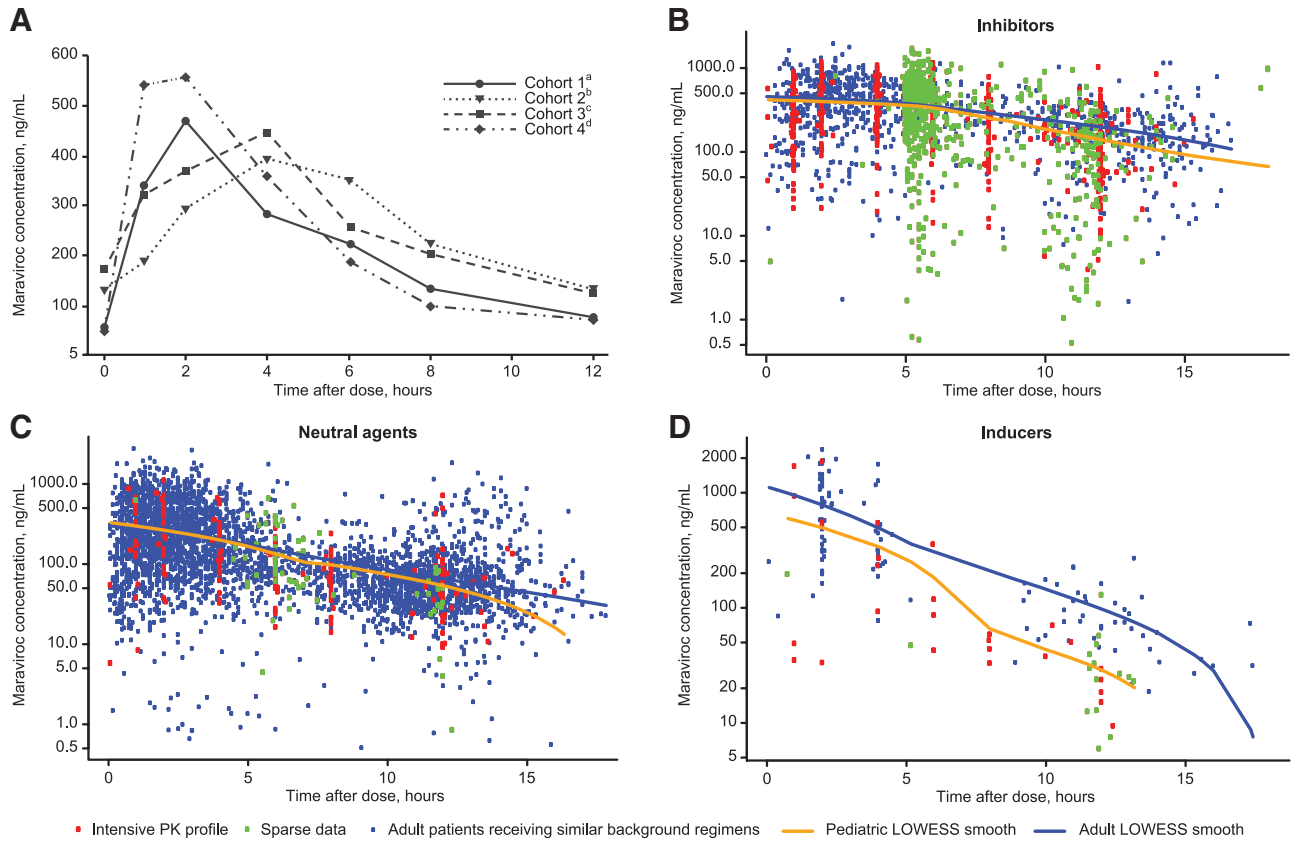 A
Maraviroc concentration, ng/mL
600
500
400
300
200
100
5
0 2 4 6 8 10 12
Time after dose, hours
Cohort 1a
Cohort 2b
Cohort 3c
Cohort 4d
B
Inhibitors
Maraviroc concentration, ng/mL
1000.0
500.0
100.0
50.0
10.0
5.0
1.0
0.5
0 5 10 15
Time after dose, hours
C
Neutral agents
Maraviroc concentration, ng/mL
1000.0
500.0
100.0
50.0
10.0
5.0
1.0
0.5
0 5 10 15
Time after dose, hours
D
Inducers
Maraviroc concentration, ng/mL
2000
1000
500
200
100
50
20
10
5
0 5 10 15
Time after dose, hours
Intensive PK profile Sparse data Adult patients receiving similar background regimens Pediatric LOWESS smooth Adult LOWESS smooth